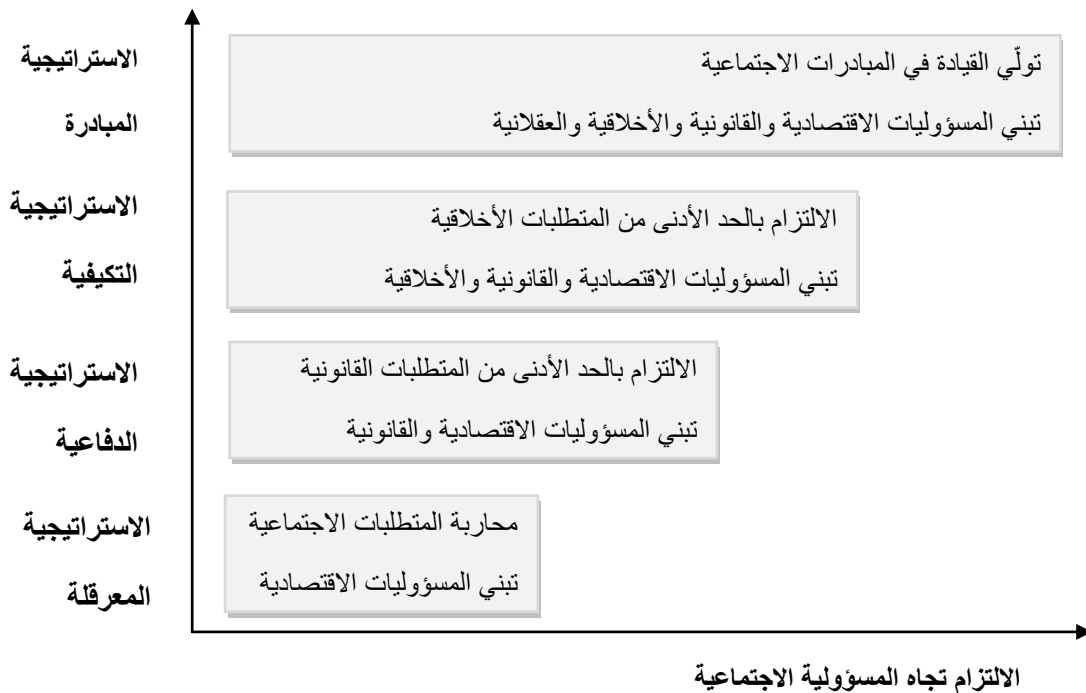 الاستراتيجية
المبادرة
تولّي القيادة في المبادرات الاجتماعية
تبني المسؤوليات الاقتصادية والقانونية والأخلاقية والعقلانية
الاستراتيجية
التكيفية
الالتزام بالحد الأدنى من المتطلبات الأخلاقية
تبني المسؤوليات الاقتصادية والقانونية والأخلاقية
الاستراتيجية
الدفاعية
الالتزام بالحد الأدنى من المتطلبات القانونية
تبني المسؤوليات الاقتصادية والقانونية
الاستراتيجية
المعرقلة
محاربة المتطلبات الاجتماعية
تبني المسؤوليات الاقتصادية
الالتزام تجاه المسؤولية الاجتماعية